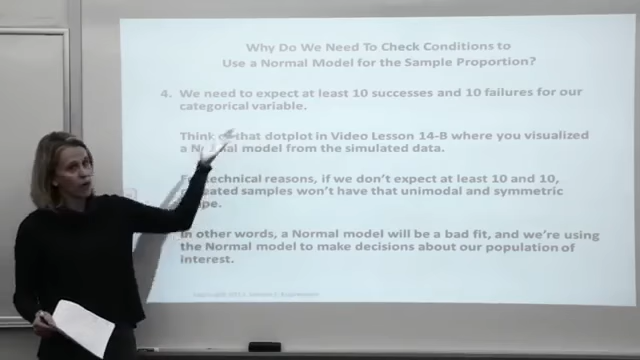 Why Do We Need To Check Conditions to
Use a Normal Model for the Sample Proportion?
4. We need to expect at least 10 successes and 10 failures for our
categorical variable.
Think that dotplot in Video Lesson 14-B where you visualized
a model from the simulated data.
technical reasons, if we don't expect at least 10 and 10,
samples won't have that unimodal and symmetric
In other words, a Normal model will be a bad fit, and we're using
the Normal model to make decisions about our population of
interest.